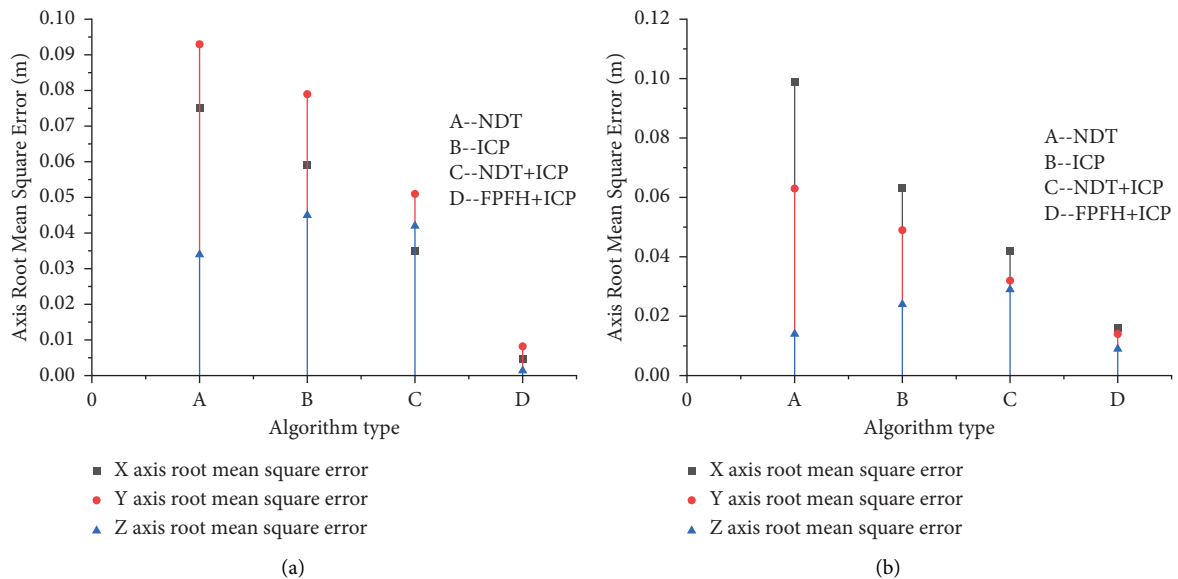 0.10
0.09
0.08
0.07
0.06
0.05
0.04
0.03
0.02
0.01
0.00
Axis Root Mean Square Error (m)
0 A B C D
Algorithm type
A--NDT
B--ICP
C--NDT+ICP
D--FPFH+ICP
X axis root mean square error
Y axis root mean square error
Z axis root mean square error
(a)
0.12
0.10
0.08
0.06
0.04
0.02
0.00
Axis Root Mean Square Error (m)
0 A B C D
Algorithm type
A--NDT
B--ICP
C--NDT+ICP
D--FPFH+ICP
X axis root mean square error
Y axis root mean square error
Z axis root mean square error
(b)